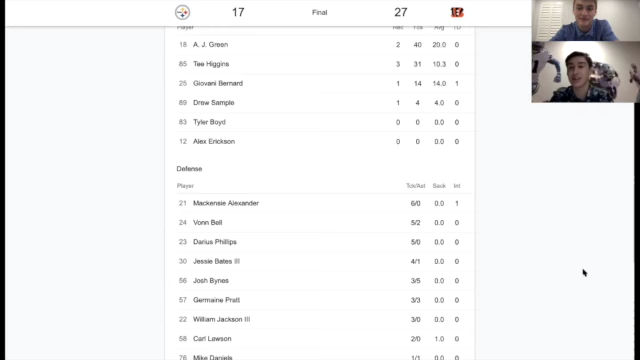 17 Final 27
Player Rec Yds Avg TD
18 A. J. Green 2 40 20.0 0
85 Tee Higgins 3 31 10.3 0
25 Giovani Bernard 1 14 14.0 1
89 Drew Sample 1 4 4.0 0
83 Tyler Boyd 0 0 0.0 0
12 Alex Erickson 0 0 0.0 0
Defense
Player Tck/Ast Sack Int
21 Mackensie Alexander 6/0 0.0 1
24 Vonn Bell 5/2 0.0 0
23 Darius Phillips 5/0 0.0 0
30 Jessie Bates III 4/1 0.0 0
56 Josh Bynes 3/5 0.0 0
57 Germaine Pratt 3/3 0.0 0
22 William Jackson III 3/0 0.0 0
58 Carl Lawson 2/0 1.0 0
76 Mike Daniels 1/1 0.0 0